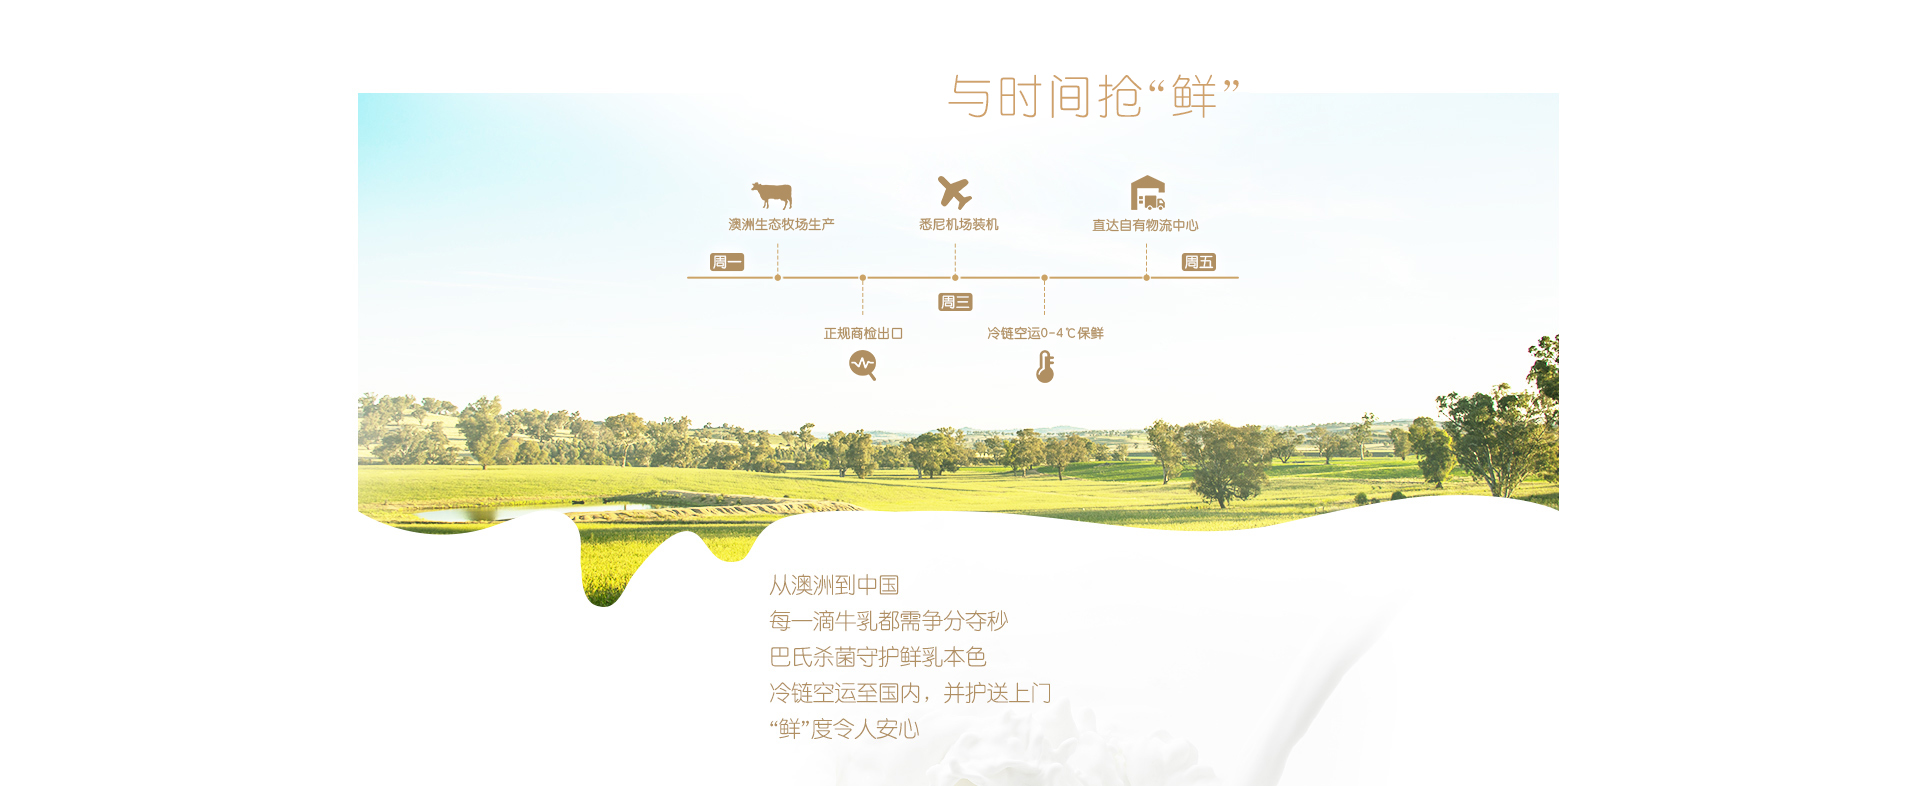 与时间抢“鲜”
澳洲生态牧场生产
悉尼机场装机
直达自有物流中心
周一
周五
周三
正规商检出口
冷链空运0-4℃保鲜
从澳洲到中国
每一滴牛乳都需争分夺秒
巴氏杀菌守护鲜乳本色
冷链空运至国内，并护送上门
“鲜”度令人安心